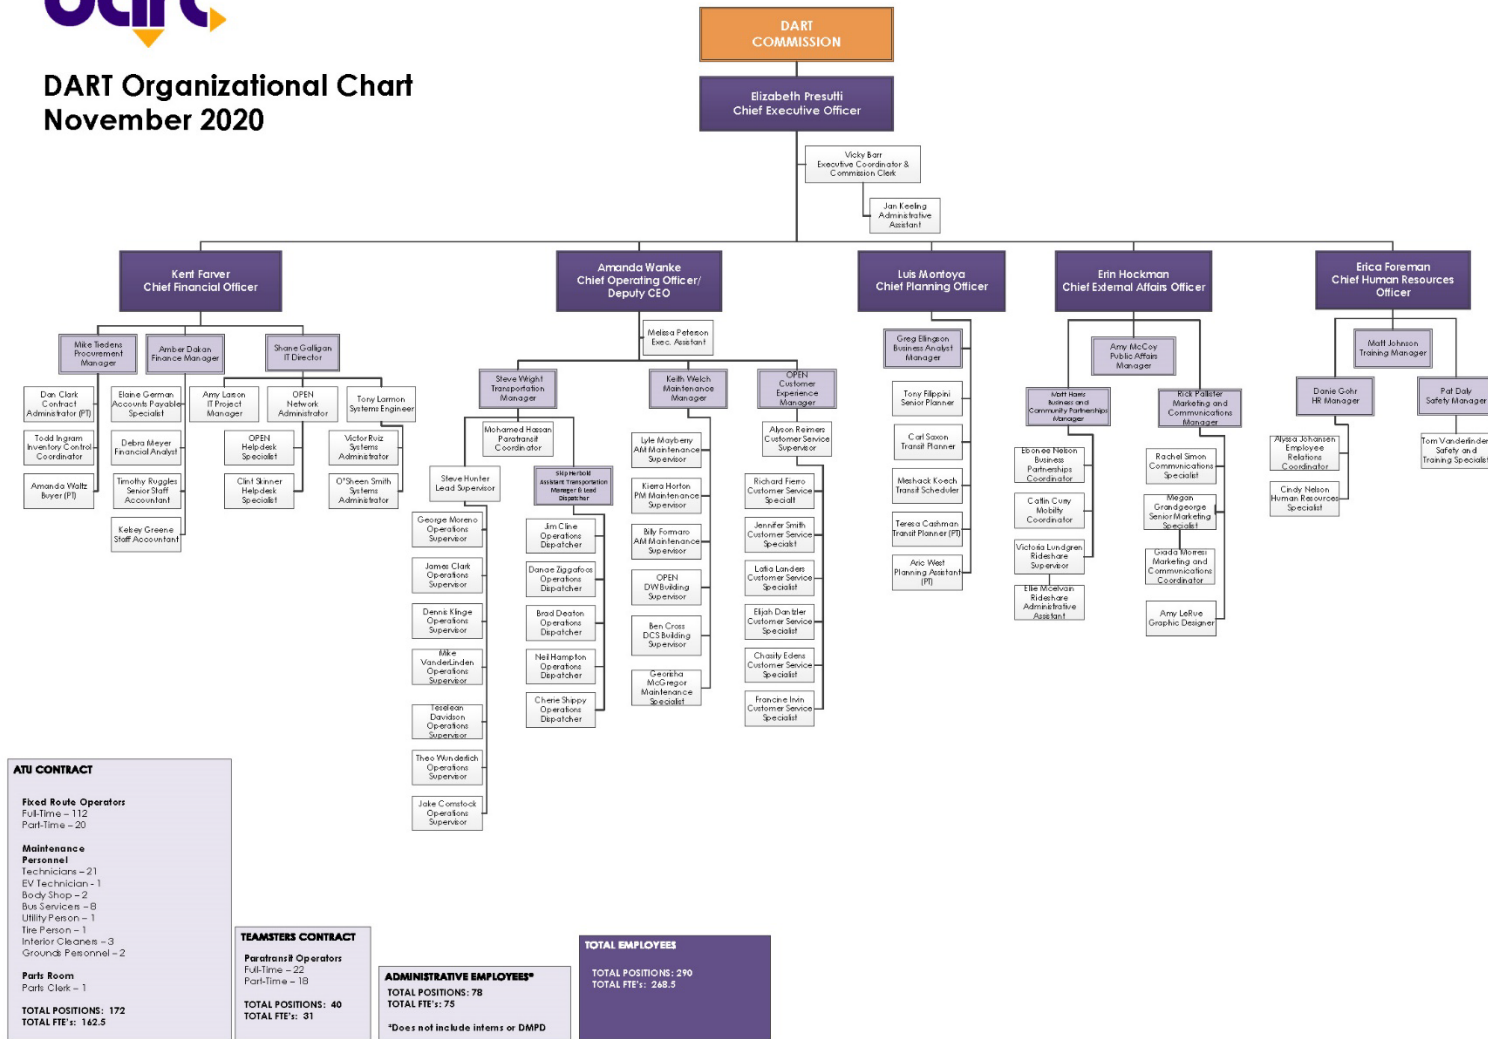 dart
DART Organizational Chart
November 2020
DART
COMMISSION
Elizabeth Presutti
Chief Executive Officer
Vicky Barr
Executive Coordinator &
Commission Clerk
Jan Keeling
Administrative
Assistant
Kent Farver
Chief Financial Officer
Amanda Wanke
Chief Operating Officer/
Deputy CEO
Luis Montoya
Chief Planning Officer
Erin Hockman
Chief External Affairs Officer
Erica Foreman
Chief Human Resources
Officer
Mike Tiedens
Procurement
Manager
Amber Dakan
Finance Manager
Shane Galligan
IT Director
Dan Clark
Contract
Administrator (PT)
Todd Ingram
Inventory Control
Coordinator
Amanda Waltz
Buyer (PT)
Elaine German
Accounts Payable
Specialist
Debra Meyer
Financial Analyst
Timothy Ruggles
Senior Staff
Accountant
Kelsey Greene
Staff Accountant
Amy Larson
IT Project
Manager
OPEN
Network
Administrator
Tony Larmon
Systems Engineer
OPEN
Helpdesk
Specialist
Clint Skinner
Helpdesk
Specialist
Victor Ruiz
Systems
Administrator
O'Sheen Smith
Systems
Administrator
Melissa Peterson
Exec. Assistant
Steve Wright
Transportation
Manager
Keith Welch
Maintenance
Manager
OPEN
Customer
Experience
Manager
Mohamed Hassan
Paratransit
Coordinator
Steve Hunter
Lead Supervisor
Skip Herbold
Assistant Transportation
Manager & Lead
Dispatcher
George Moreno
Operations
Supervisor
James Clark
Operations
Supervisor
Dennis Klinge
Operations
Supervisor
Mike
VanderLinden
Operations
Supervisor
Teselean
Davidson
Operations
Supervisor
Theo Wunderlich
Operations
Supervisor
Jake Comstock
Operations
Supervisor
Jim Cline
Operations
Dispatcher
Danae Ziggafoos
Operations
Dispatcher
Brad Deaton
Operations
Dispatcher
Neil Hampton
Operations
Dispatcher
Cherie Shippy
Operations
Dispatcher
Lyle Mayberry
AM Maintenance
Supervisor
Kierra Horton
PM Maintenance
Supervisor
Billy Formaro
AM Maintenance
Supervisor
OPEN
DW Building
Supervisor
Ben Cross
DCS Building
Supervisor
Georisha
McGregor
Maintenance
Specialist
Alyson Reimers
Customer Service
Supervisor
Richard Fierro
Customer Service
Specialt
Jennifer Smith
Customer Service
Specialist
Latia Landers
Customer Service
Specialist
Elijah Dantzler
Customer Service
Specialist
Chasity Edens
Customer Service
Specialist
Francine Irvin
Customer Service
Specialist
Greg Ellingson
Business Analyst
Manager
Tony Filippini
Senior Planner
Carl Saxon
Transit Planner
Meshack Koech
Transit Scheduler
Teresa Cashman
Transit Planner (PT)
Aric West
Planning Assistant
(PT)
Amy McCoy
Public Affairs
Manager
Matt Harris
Business and
Community Partnerships
Manager
Rick Pallister
Marketing and
Communications
Manager
Ebonee Nelson
Business
Partnerships
Coordinator
Catlin Curry
Mobility
Coordinator
Victoria Lundgren
Rideshare
Supervisor
Ellie McElvain
Rideshare
Administrative
Assistant
Rachel Simon
Communications
Specialist
Megan
Grandgeorge
Senior Marketing
Specialist
Giada Morresi
Marketing and
Communications
Coordinator
Amy LeRue
Graphic Designer
Matt Johnson
Training Manager
Danie Gohr
HR Manager
Pat Daly
Safety Manager
Alyssa Johansen
Employee
Relations
Coordinator
Cindy Nelson
Human Resources
Specialist
Tom Vanderlinden
Safety and
Training Specialist
ATU CONTRACT
Fixed Route Operators
Full-Time – 112
Part-Time – 20
Maintenance
Personnel
Technicians – 21
EV Technician - 1
Body Shop – 2
Bus Servicers – 8
Utility Person – 1
Tire Person – 1
Interior Cleaners – 3
Grounds Personnel – 2
Parts Room
Parts Clerk – 1
TOTAL POSITIONS: 172
TOTAL FTE's: 162.5
TEAMSTERS CONTRACT
Paratransit Operators
Full-Time – 22
Part-Time – 18
TOTAL POSITIONS: 40
TOTAL FTE's: 31
ADMINISTRATIVE EMPLOYEES*
TOTAL POSITIONS: 78
TOTAL FTE's: 75
*Does not include interns or DMPD
TOTAL EMPLOYEES
TOTAL POSITIONS: 290
TOTAL FTE's: 268.5